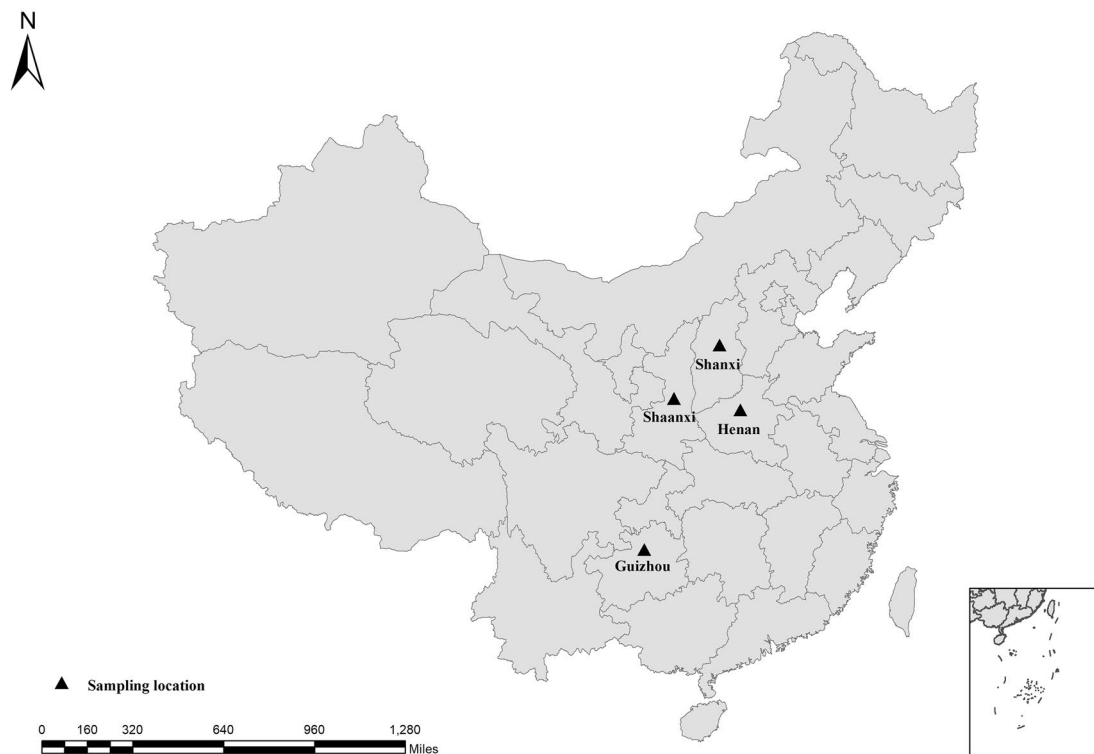 N
Shanxi
Shaanxi
Henan
Guizhou
Sampling location
0 160 320 640 960 1,280
Miles